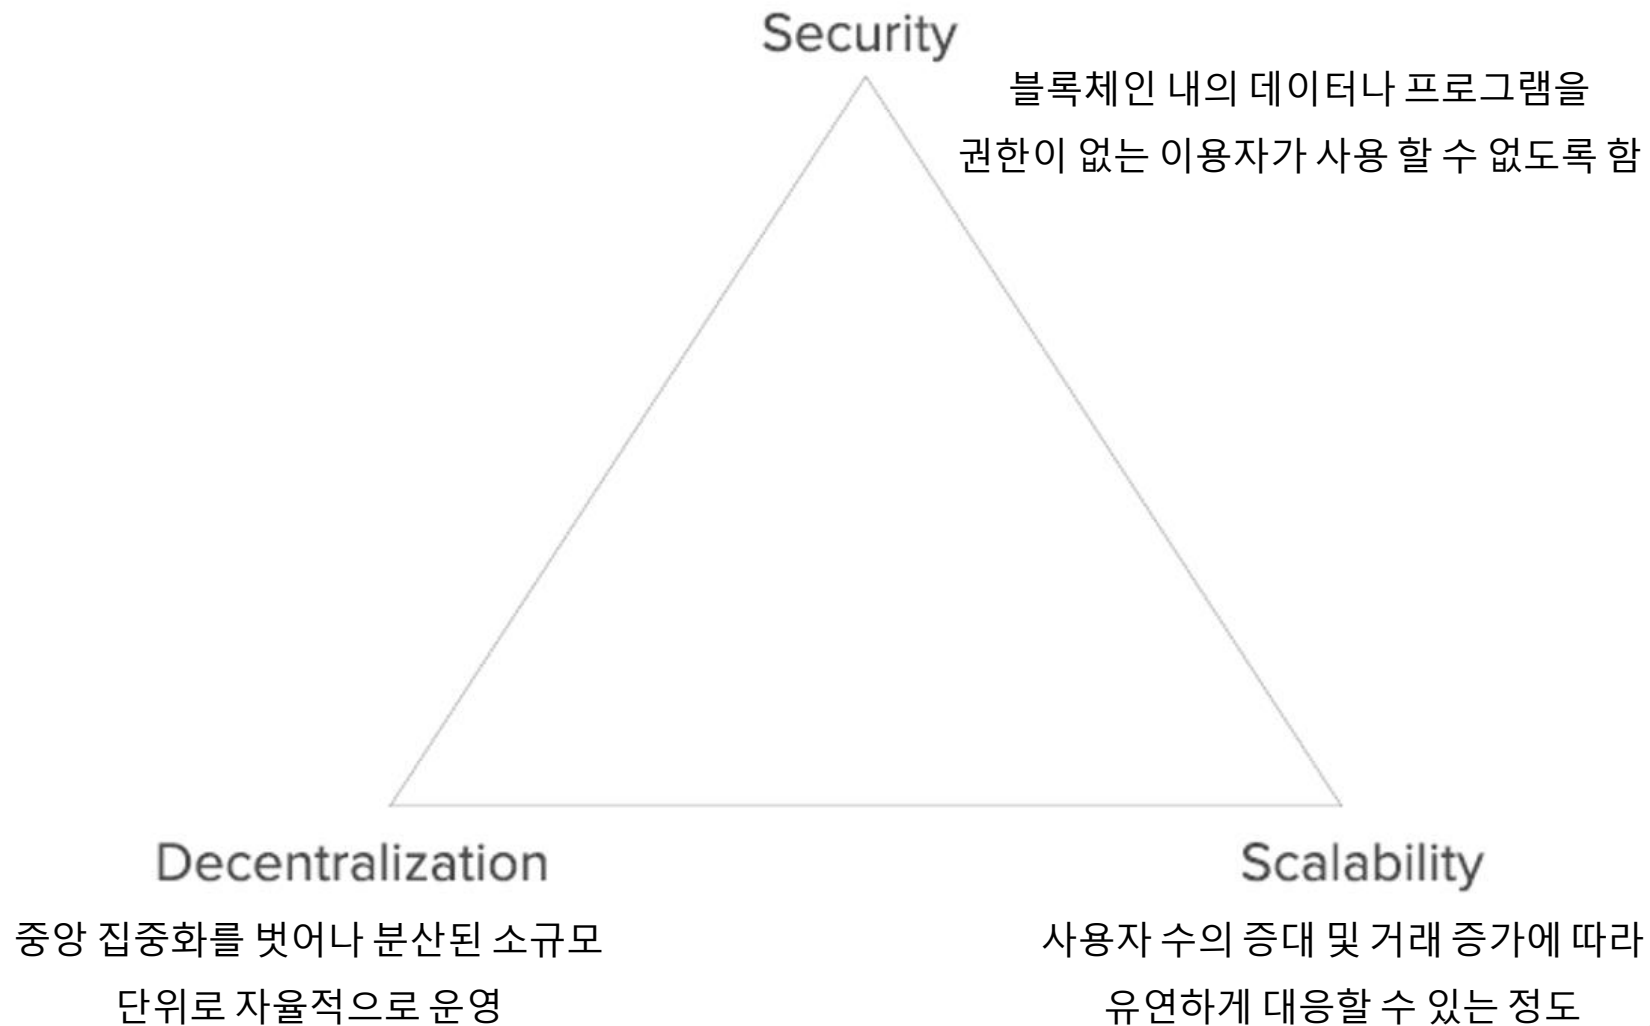 Security
블록체인 내의 데이터나 프로그램을
권한이 없는 이용자가 사용 할 수 없도록 함
Decentralization
중앙 집중화를 벗어나 분산된 소규모
단위로 자율적으로 운영
Scalability
사용자 수의 증대 및 거래 증가에 따라
유연하게 대응할 수 있는 정도